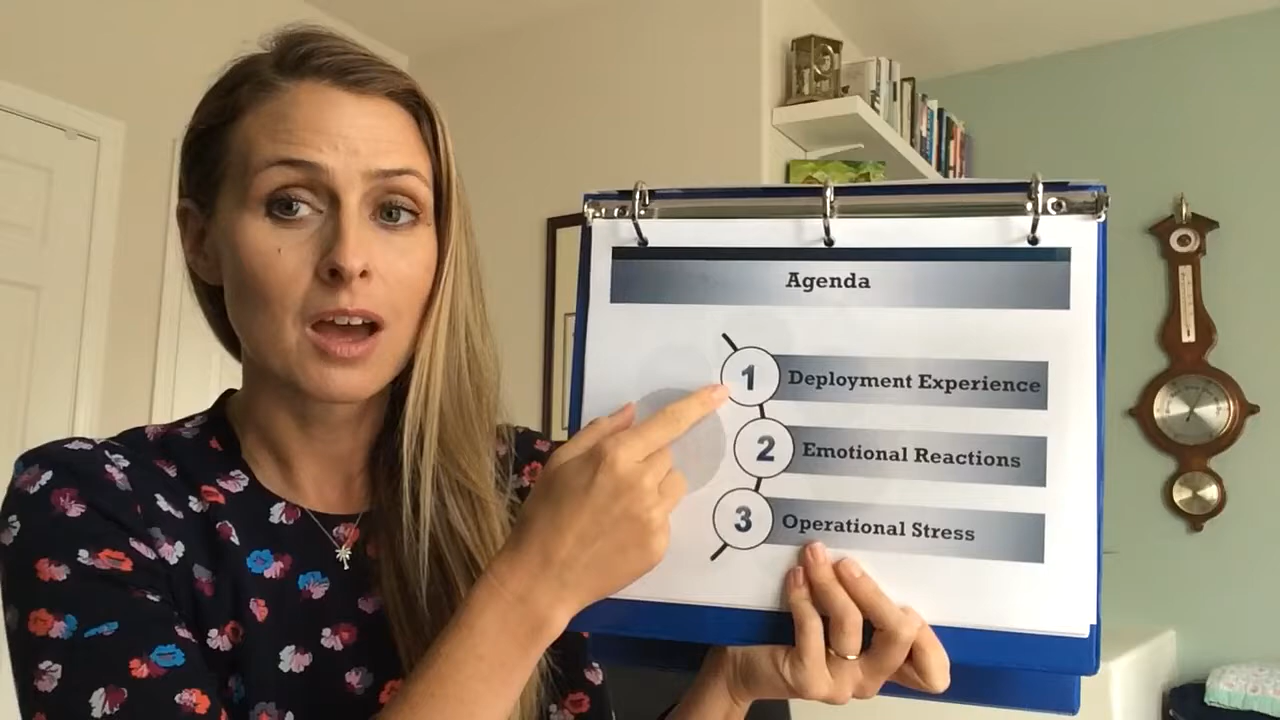 Agenda
1 Deployment Experience
2 Emotional Reactions
3 Operational Stress